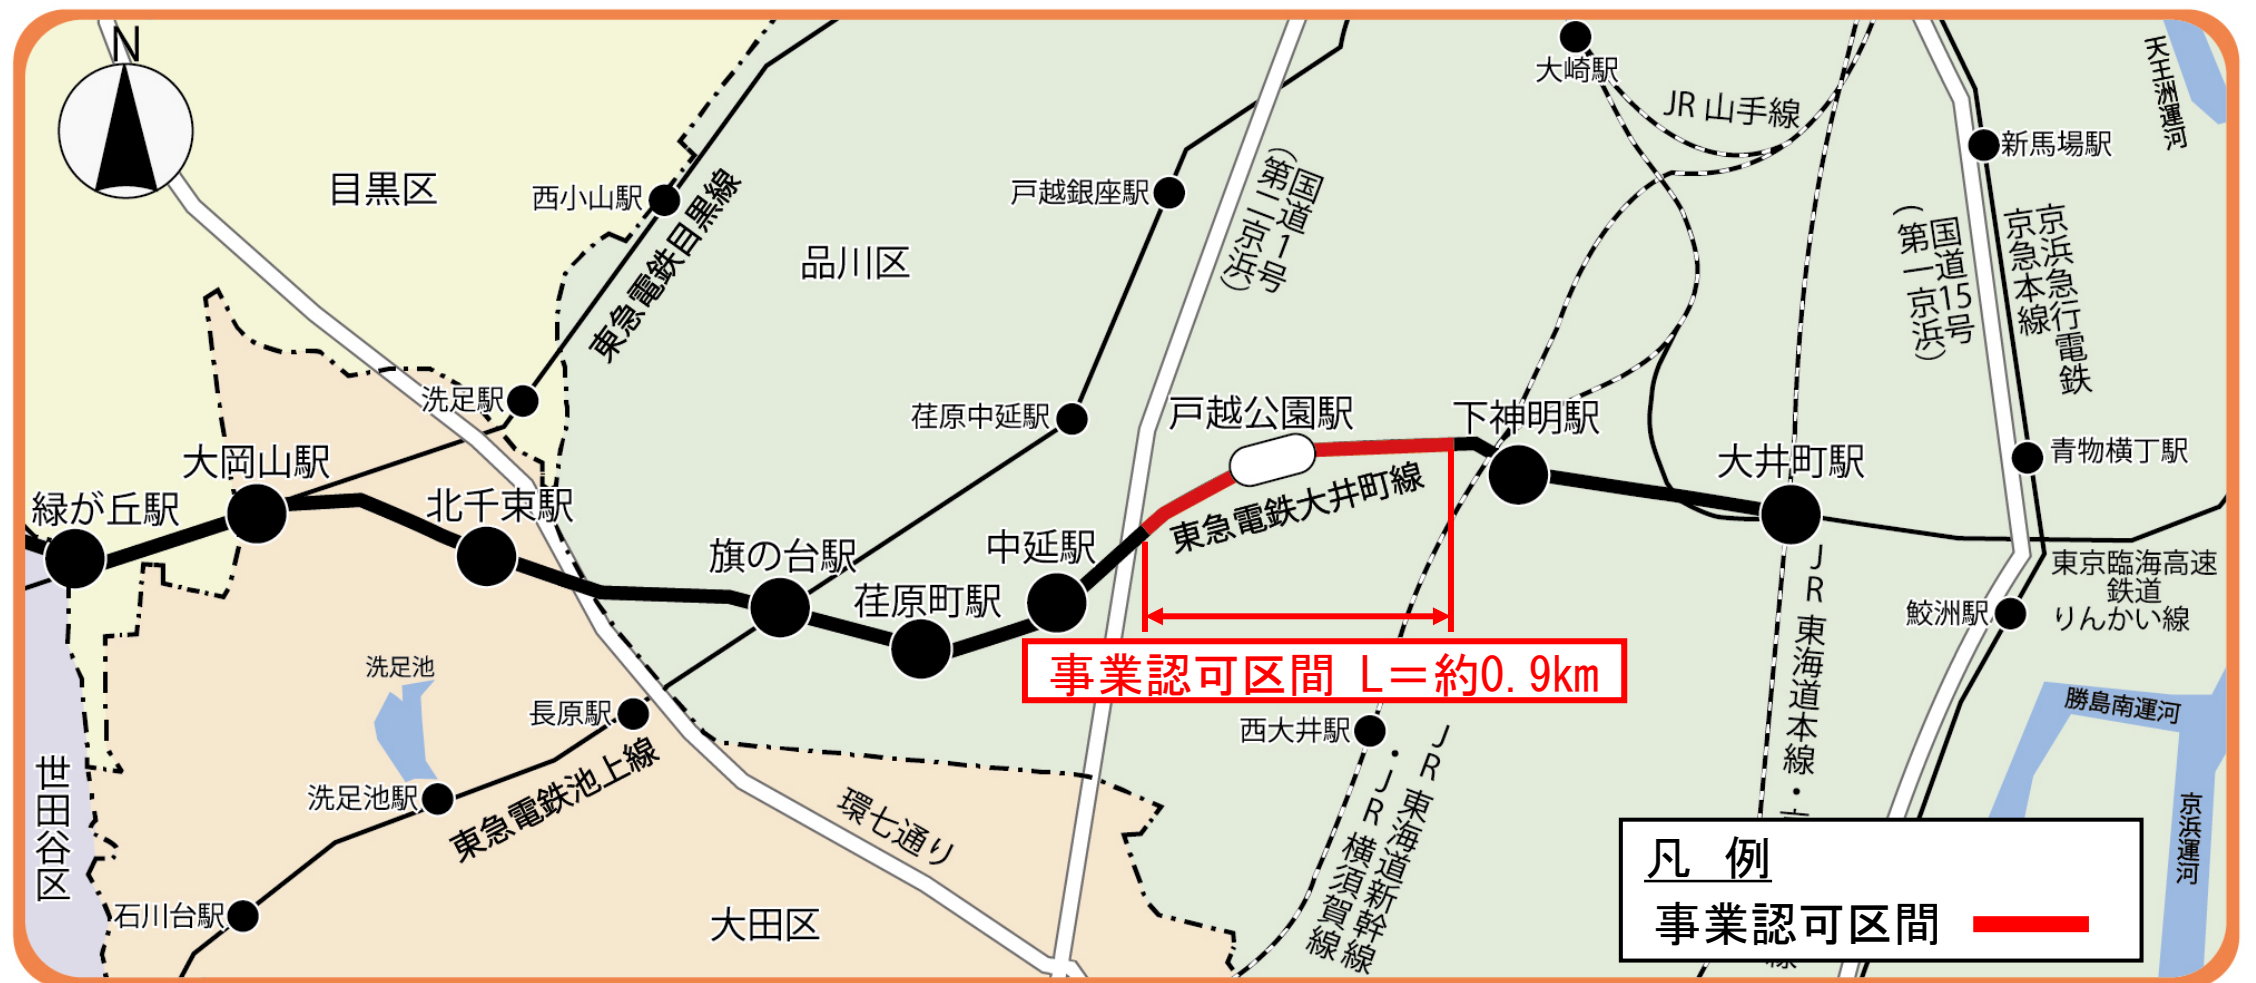 N
目黒区
西小山駅
東急電鉄目黒線
品川区
戸越銀座駅
国道1号
(第二京浜)
大崎駅
JR 山手線
新馬場駅
天王洲運河
国道15号
(第一京浜)
京浜急行電鉄
京急本線
洗足駅
荏原中延駅
戸越公園駅
下神明駅
大井町駅
青物横丁駅
大岡山駅
緑が丘駅
北千束駅
旗の台駅
荏原町駅
中延駅
東急電鉄大井町線
東京臨海高速
鉄道
りんかい線
鮫洲駅
事業認可区間 L＝約0.9km
洗足池
長原駅
西大井駅
JR東海道本線・
勝島南運河
世田谷区
洗足池駅
東急電鉄池上線
環七通り
JR東海道新幹線
・JR横須賀線
京浜運河
石川台駅
大田区
凡 例
事業認可区間
線